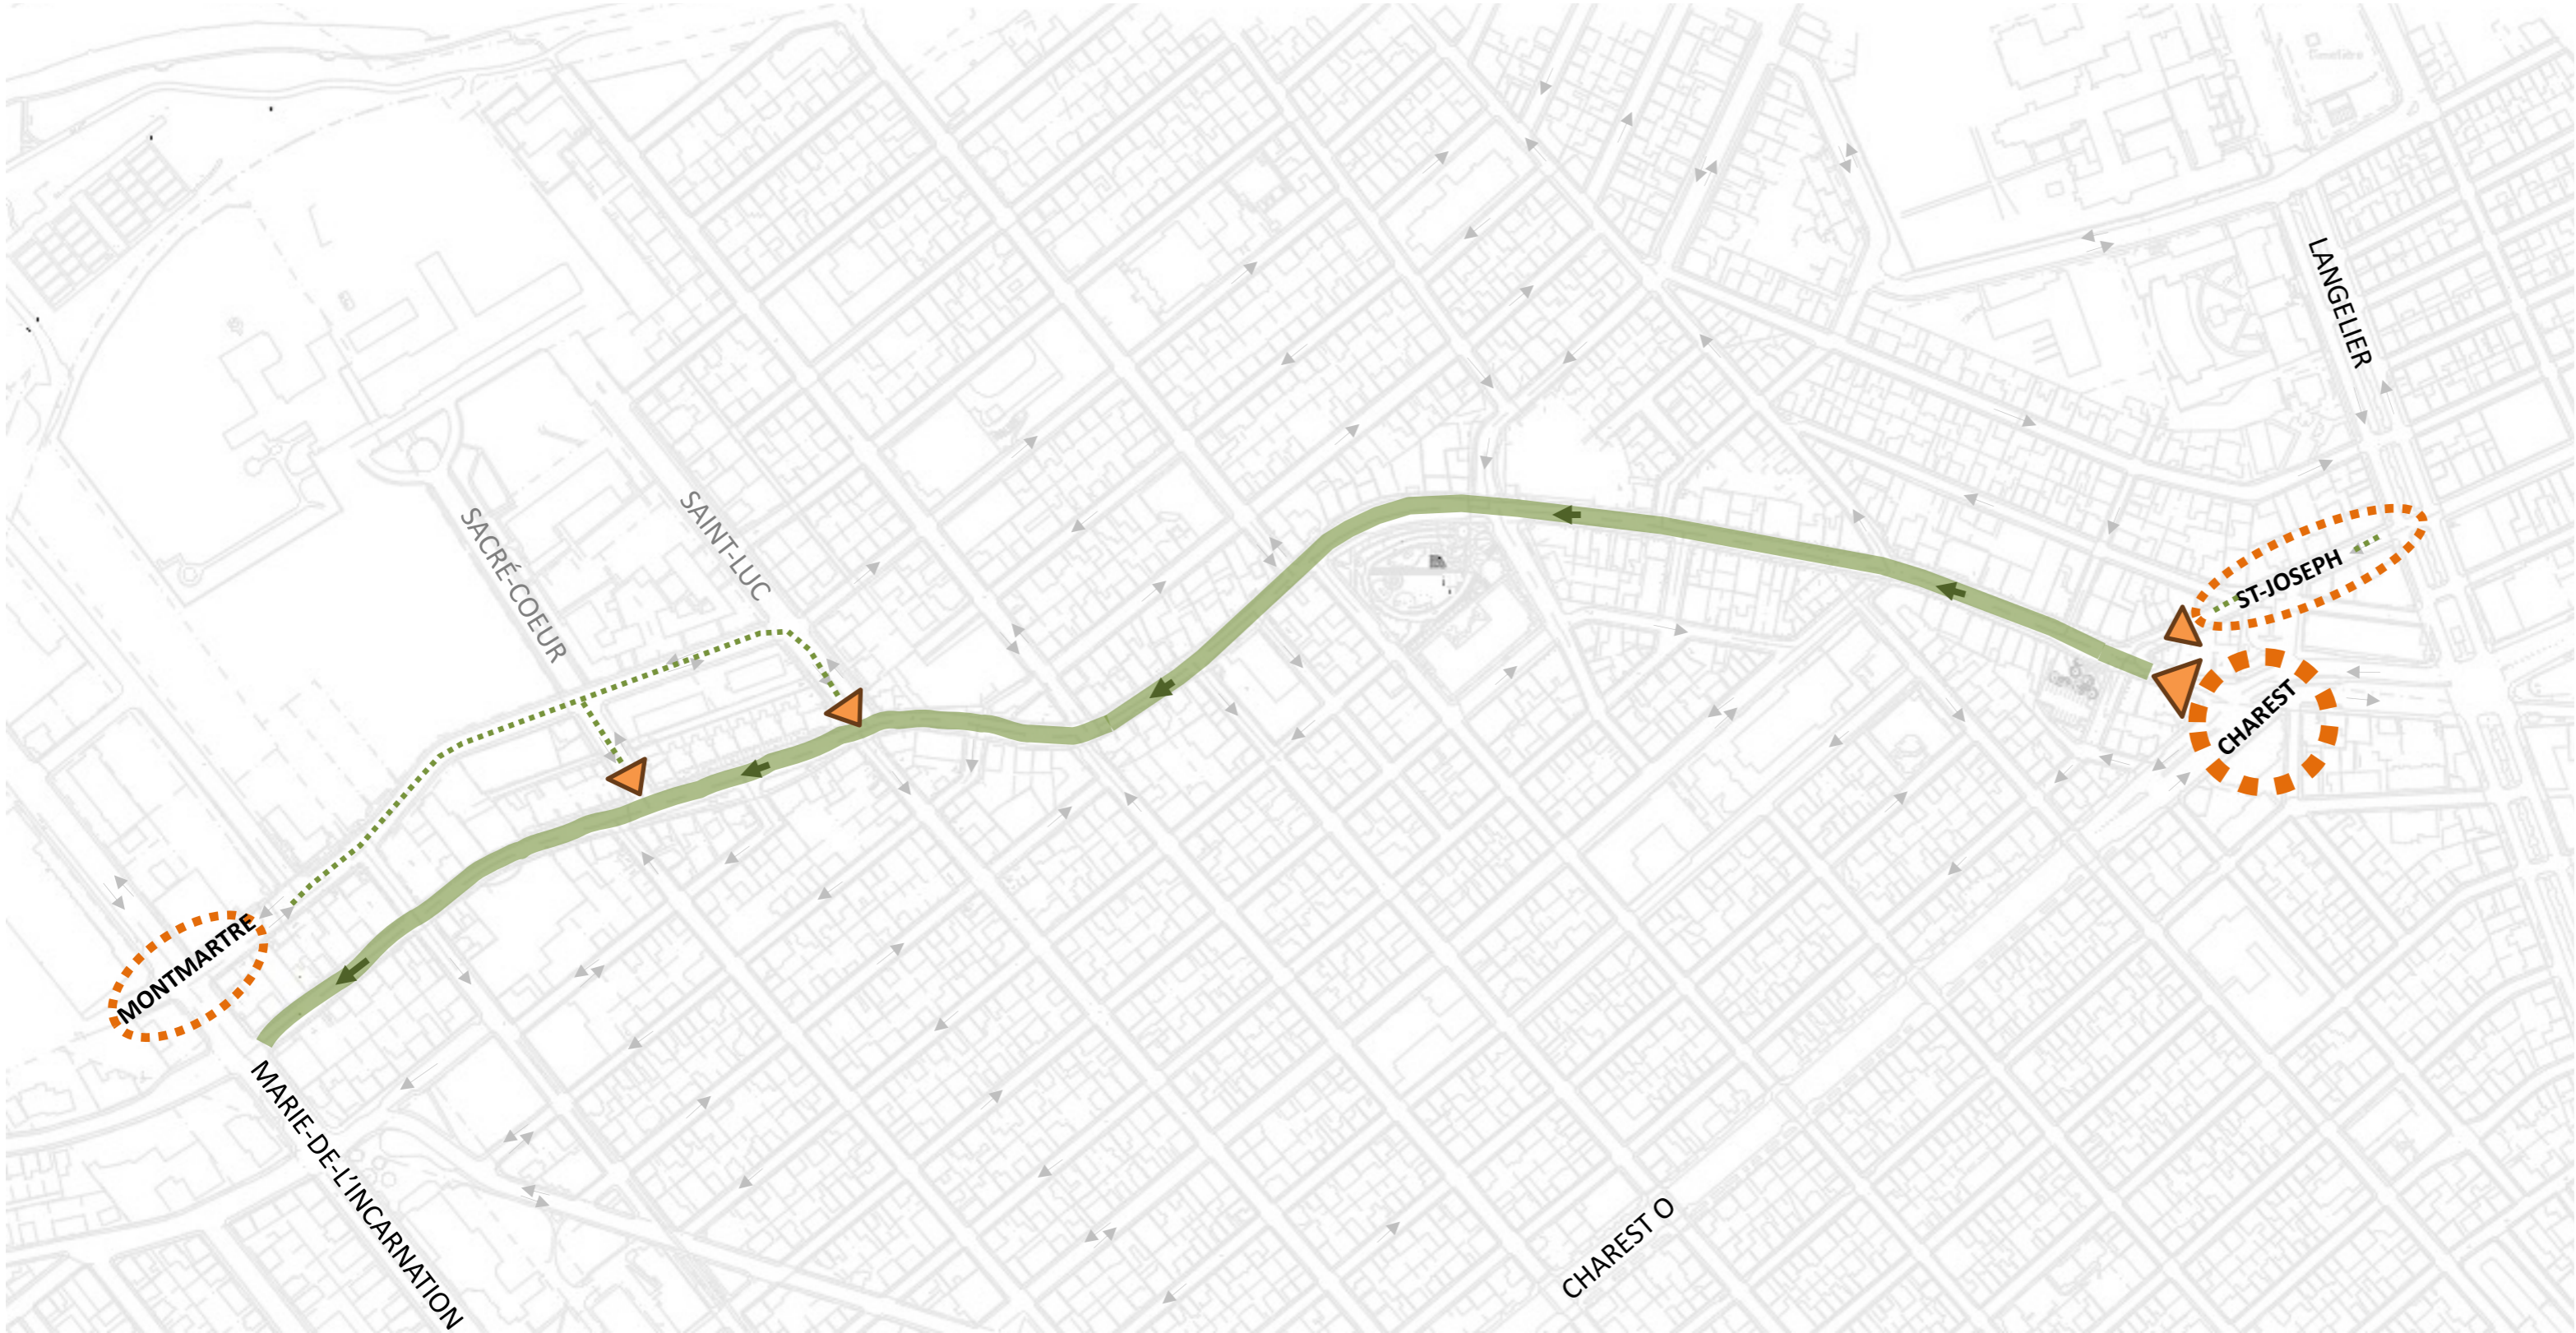 LANGELIER
SAINT-LUC
SACRÉ-COEUR
ST-JOSEPH
CHAREST
MONTMARTRE
MARIE-DE-L'INCARNATION
CHAREST O